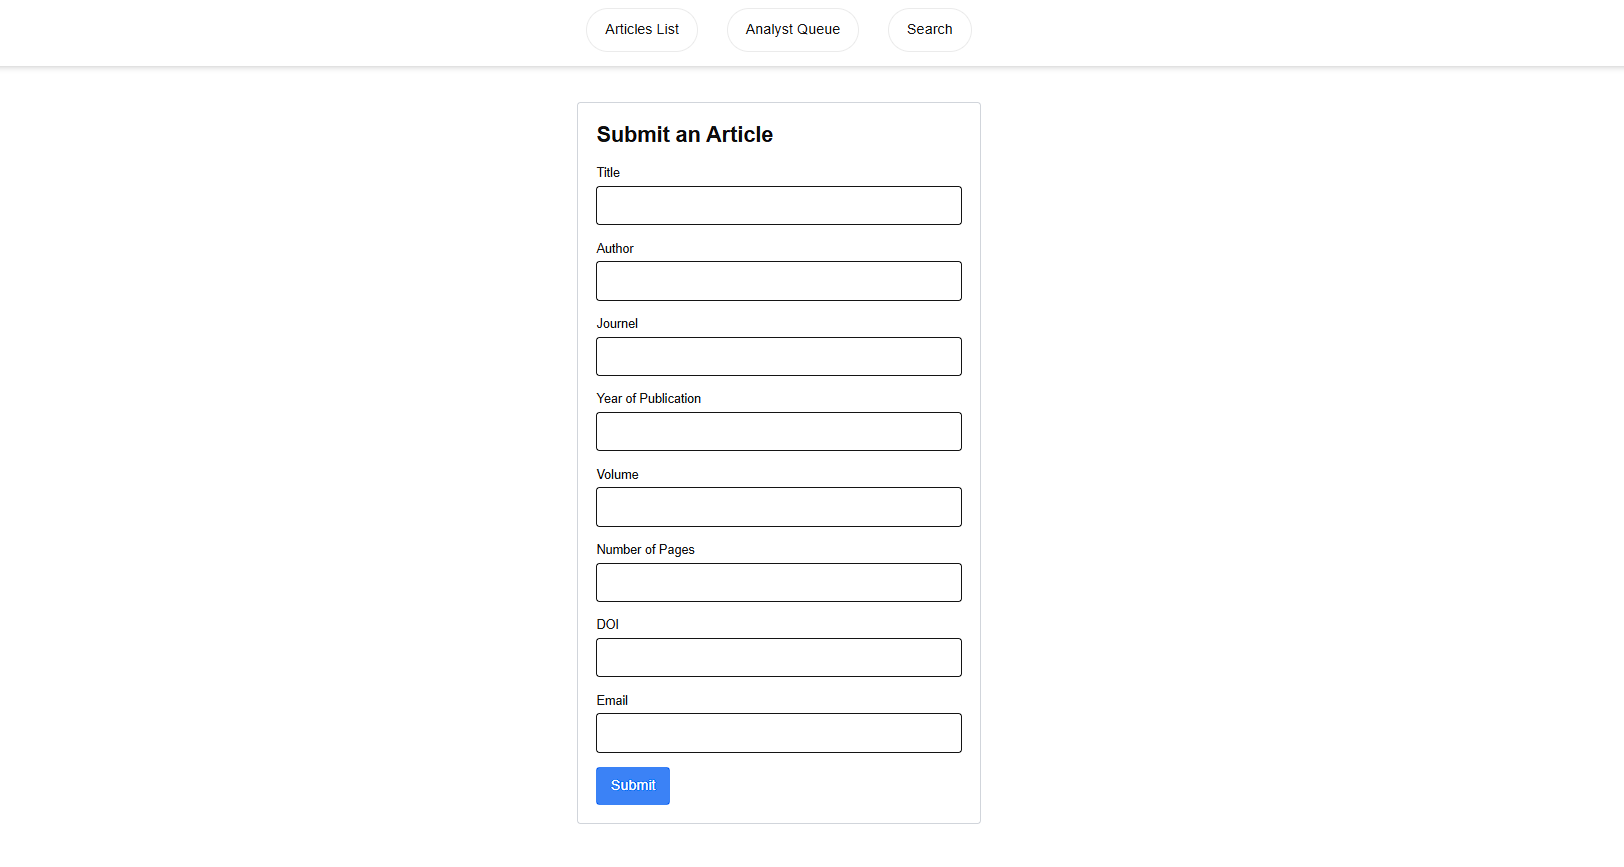 Articles List Analyst Queue Search
Submit an Article
Title
Author
Journel
Year of Publication
Volume
Number of Pages
DOI
Email
Submit